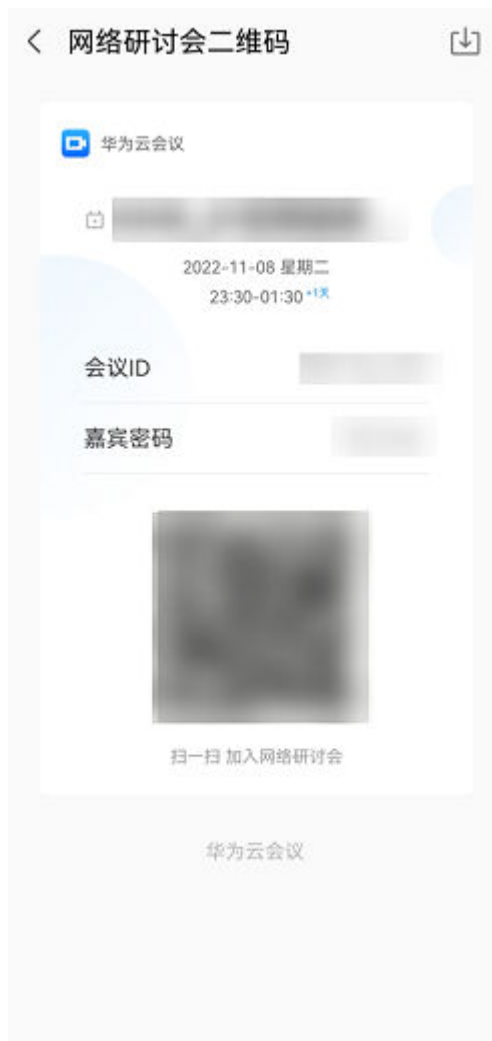 网络研讨会二维码
华为云会议
2022-11-08 星期二
23:30-01:30 +1天
会议ID
嘉宾密码
扫一扫 加入网络研讨会
华为云会议